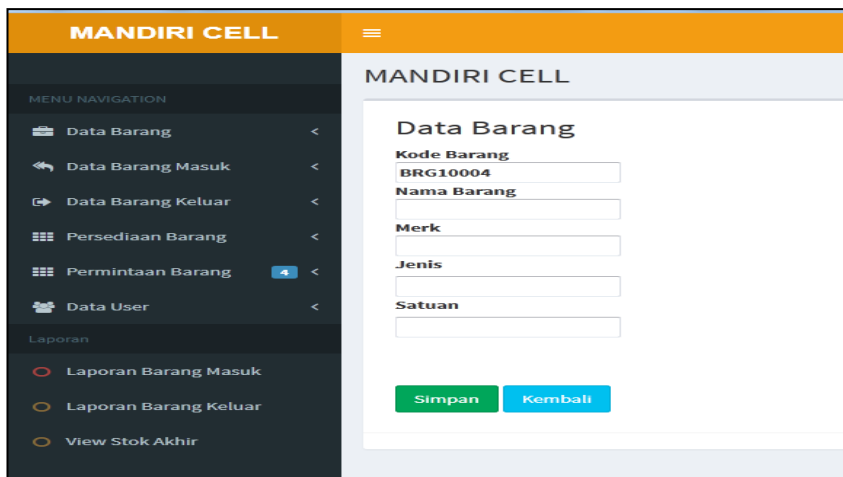 MANDIRI CELL
MANDIRI CELL
MENU NAVIGATION
Data Barang
Data Barang Masuk
Data Barang Keluar
Persediaan Barang
Permintaan Barang 4
Data User
Laporan
Laporan Barang Masuk
Laporan Barang Keluar
View Stok Akhir
Data Barang
Kode Barang
BRG10004
Nama Barang
Merk
Jenis
Satuan
Simpan Kembali